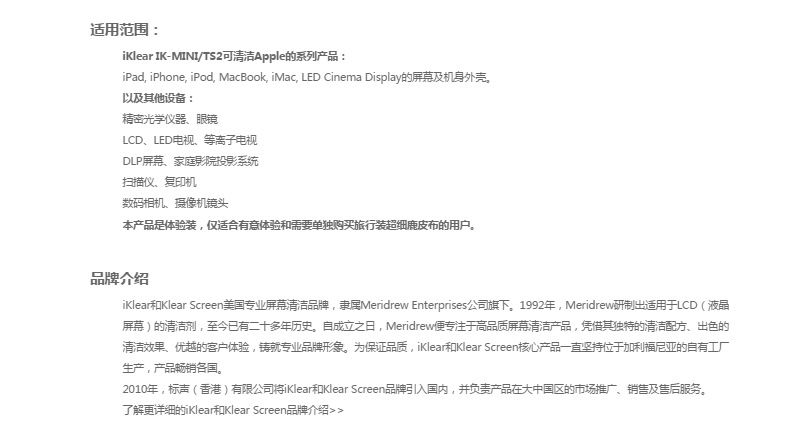 适用范围：
iKlear IK-MINI/TS2可清洁Apple的系列产品：
iPad, iPhone, iPod, MacBook, iMac, LED Cinema Display的屏幕及机身外壳。
以及其他设备：
精密光学仪器、眼镜
LCD、LED电视、等离子电视
DLP屏幕、家庭影院投影系统
扫描仪、复印机
数码相机、摄像机镜头
本产品是体验装，仅适合有意体验和需要单独购买旅行装超细鹿皮布的用户。
品牌介绍
iKlear和Klear Screen美国专业屏幕清洁品牌，隶属Meridrew Enterprises公司旗下。1992年，Meridrew研制出适用于LCD（液晶
屏幕）的清洁剂，至今已有二十多年历史。自成立之日，Meridrew便专注于高品质屏幕清洁产品，凭借其独特的清洁配方、出色的
清洁效果、优越的客户体验，铸就专业品牌形象。为保证品质，iKlear和Klear Screen核心产品一直坚持位于加利福尼亚的自有工厂
生产，产品畅销各国。
2010年，标声（香港）有限公司将iKlear和Klear Screen品牌引入国内，并负责产品在大中国区的市场推广、销售及售后服务。
了解更详细的iKlear和Klear Screen品牌介绍>>